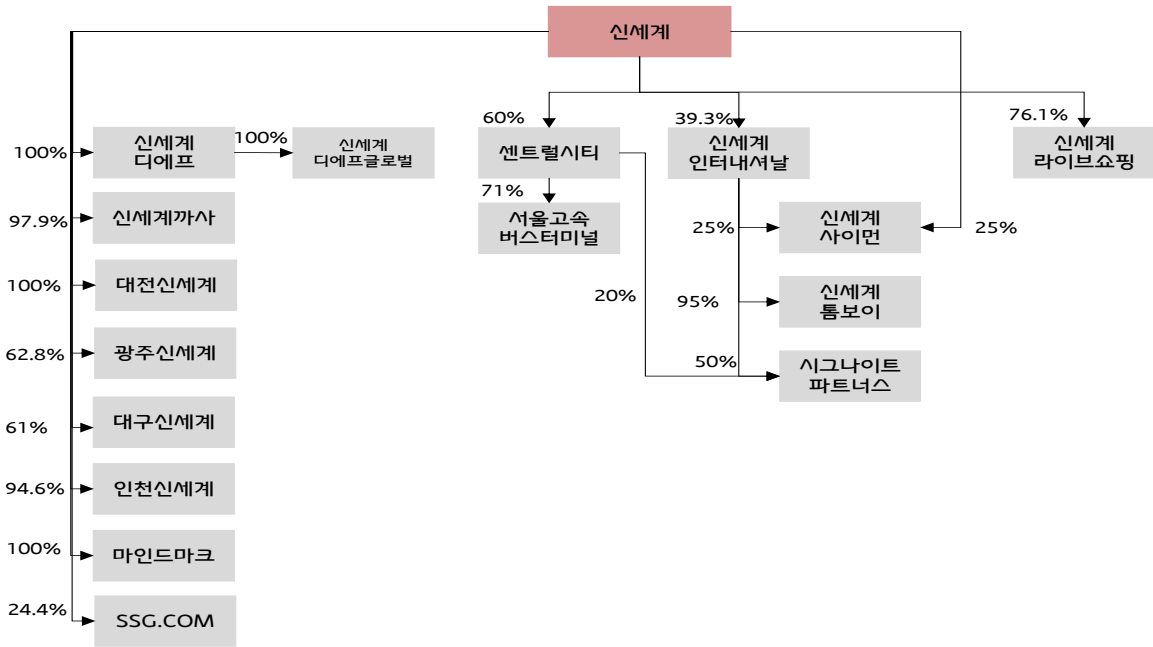 신세계
60%
39.3%
76.1%
100%
신세계
디에프
100%
신세계
디에프글로벌
센트럴시티
신세계
인터내셔날
신세계
라이브쇼핑
97.9%
신세계까사
71%
서울고속
버스터미널
25%
신세계
사이먼
25%
100%
대전신세계
20%
95%
신세계
톰보이
62.8%
광주신세계
50%
시그나이트
파트너스
61%
대구신세계
94.6%
인천신세계
100%
마인드마크
24.4%
SSG.COM